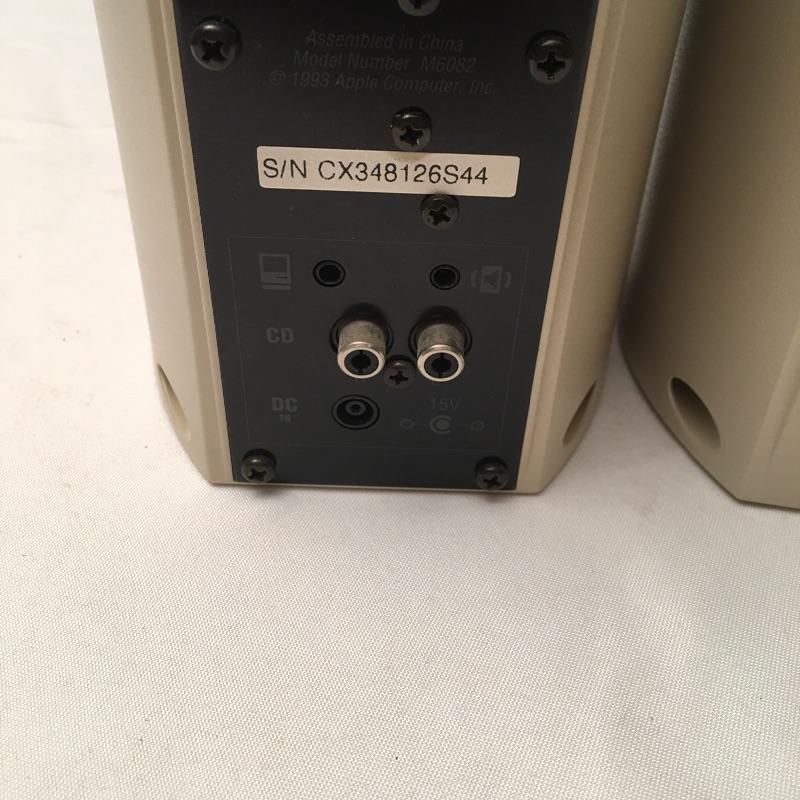 Assembled in China
Model Number M6082
© 1993 Apple Computer, Inc.
S/N CX348126S44
CD
DC
IN
15V